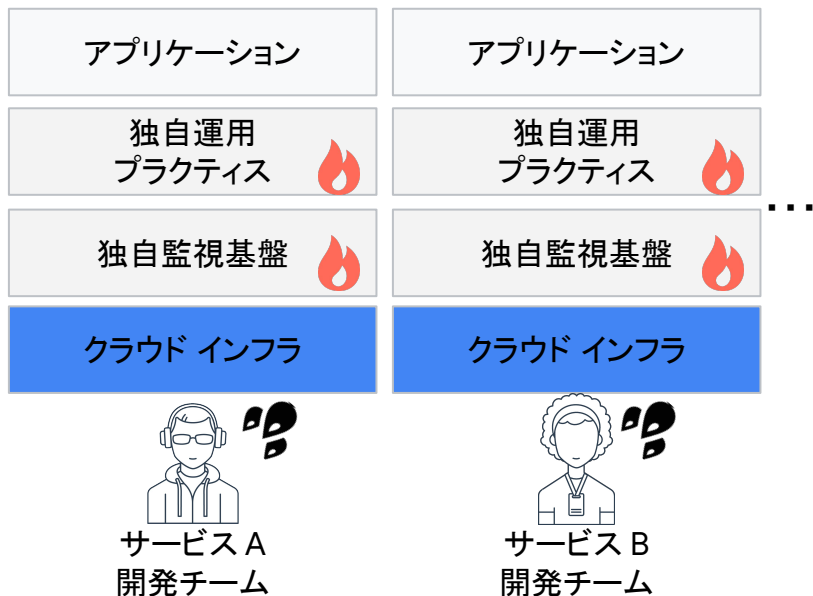 アプリケーション
独自運用
プラクティス
独自監視基盤
クラウド インフラ
サービス A
開発チーム
アプリケーション
独自運用
プラクティス
独自監視基盤
クラウド インフラ
サービス B
開発チーム
...